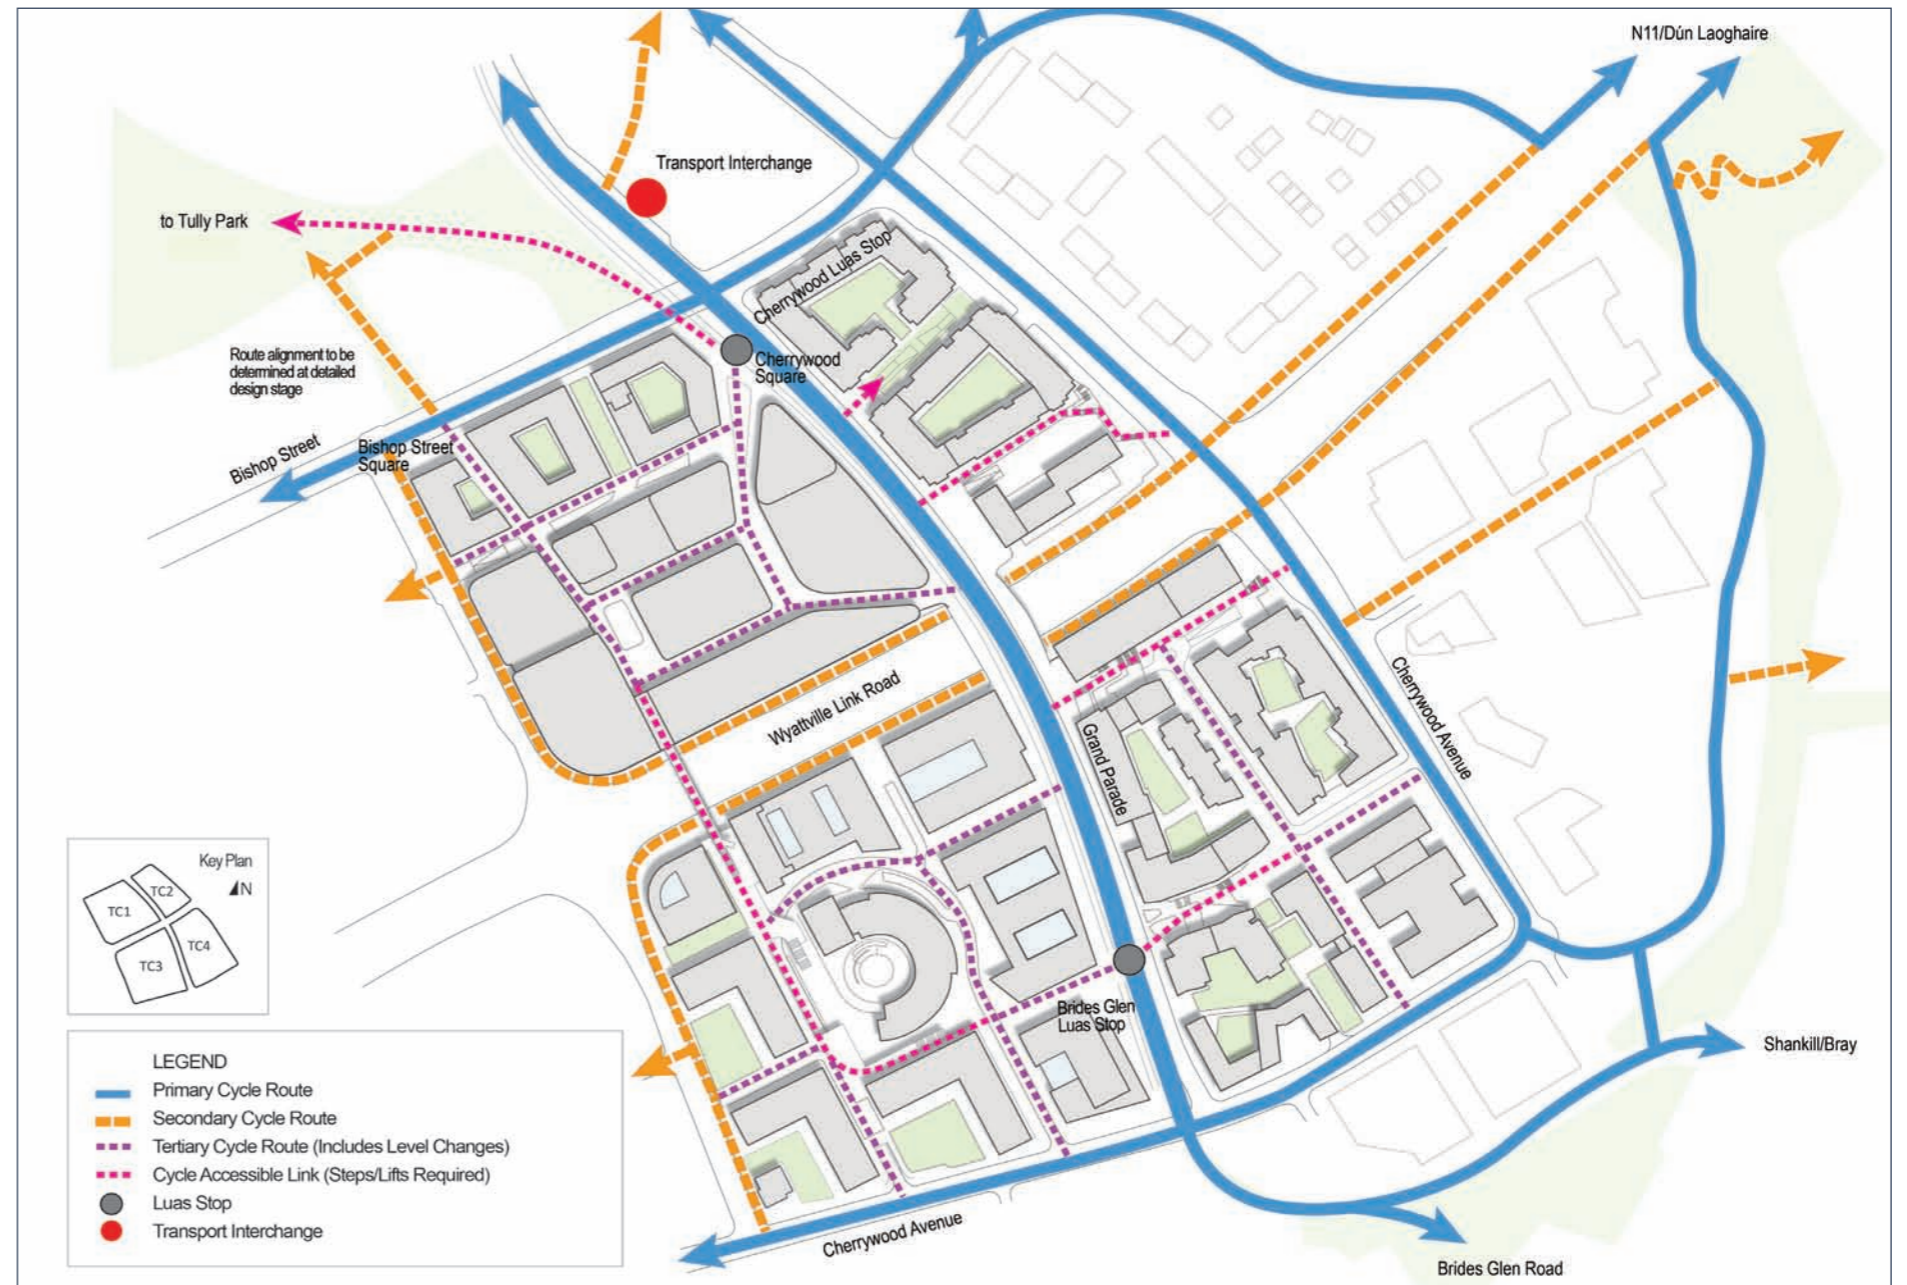 N11/Dún Laoghaire
Transport Interchange
to Tully Park
Cherrywood Luas Stop
Cherrywood
Square
Route alignment to be
determined at detailed
design stage
Bishop Street
Bishop Street
Square
Wyattville Link Road
Grand Parade
Cherrywood Avenue
Brides Glen
Luas Stop
Shankill/Bray
Cherrywood Avenue
Brides Glen Road
Key Plan
N
TC1
TC2
TC3
TC4
LEGEND
Primary Cycle Route
Secondary Cycle Route
Tertiary Cycle Route (Includes Level Changes)
Cycle Accessible Link (Steps/Lifts Required)
Luas Stop
Transport Interchange